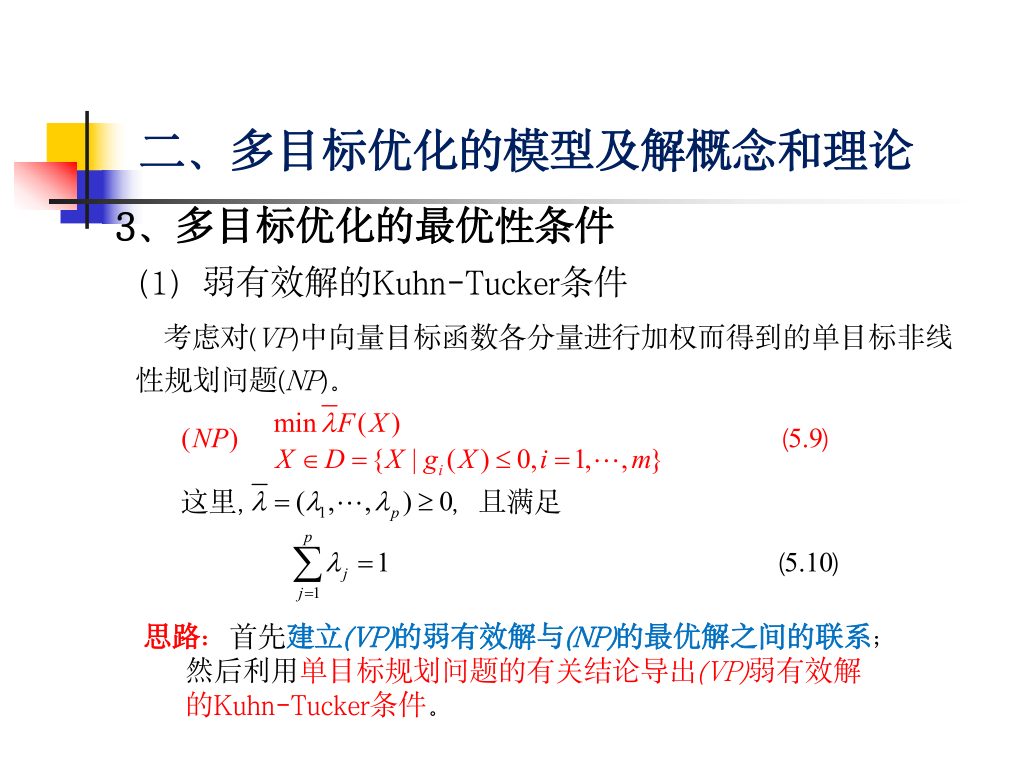 二、多目标优化的模型及解概念和理论
3、多目标优化的最优性条件
(1) 弱有效解的Kuhn-Tucker条件
考虑对(VP)中向量目标函数各分量进行加权而得到的单目标非线
性规划问题(NP)。
min λ̅F(X)
(NP) (5.9)
X ∈ D = {X | gᵢ(X) ≤ 0, i = 1, ⋯, m}
这里, λ̅ = (λ₁, ⋯, λₚ) ≥ 0, 且满足
∑ⱼ₌₁ᵖ λⱼ = 1 (5.10)
思路：首先建立(VP)的弱有效解与(NP)的最优解之间的联系；
然后利用单目标规划问题的有关结论导出(VP)弱有效解
的Kuhn-Tucker条件。